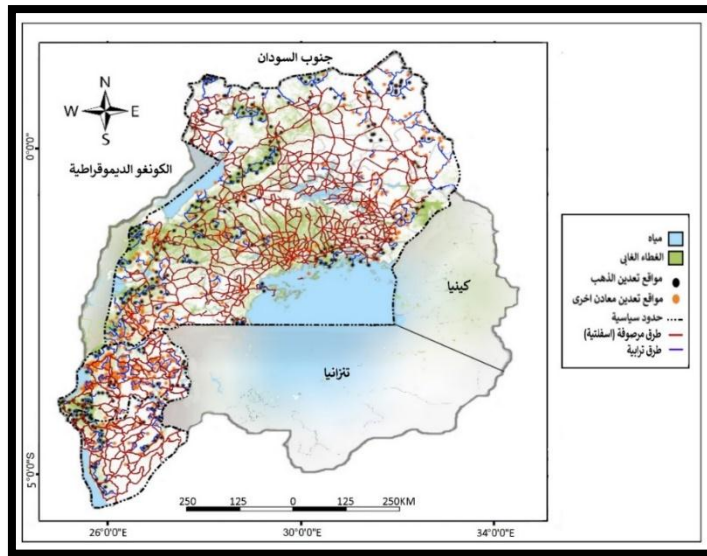 جنوب السودان
N
W E
S
0°0'0"
الكونغو الديموقراطية
كينيا
تنزانيا
5°0'0"S
250 125 0 125 250KM
26°0'0"E 30°0'0"E 34°0'0"E
مياه
الغطاء الغابي
مواقع تعدين الذهب
مواقع تعدين معادن اخرى
حدود سياسية
طرق مرصوفة (اسفلتية)
طرق ترابية